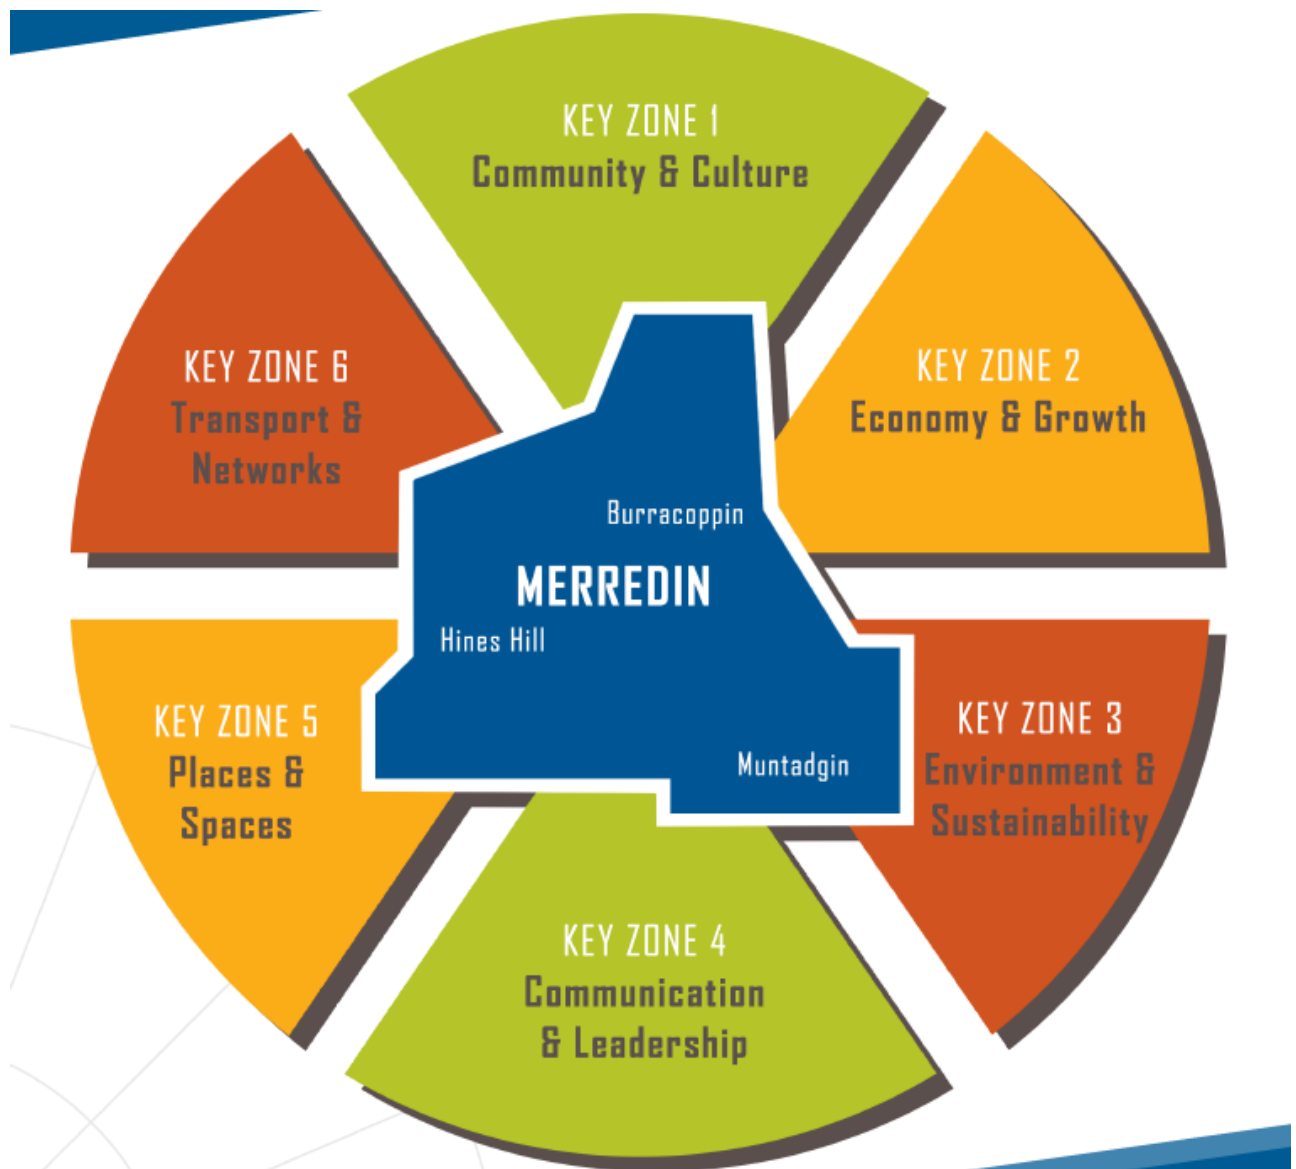 KEY ZONE 1
Community & Culture
KEY ZONE 2
Economy & Growth
KEY ZONE 3
Environment &
Sustainability
KEY ZONE 4
Communication
& Leadership
KEY ZONE 5
Places &
Spaces
KEY ZONE 6
Transport &
Networks
Burracoppin
MERREDIN
Hines Hill
Muntadgin